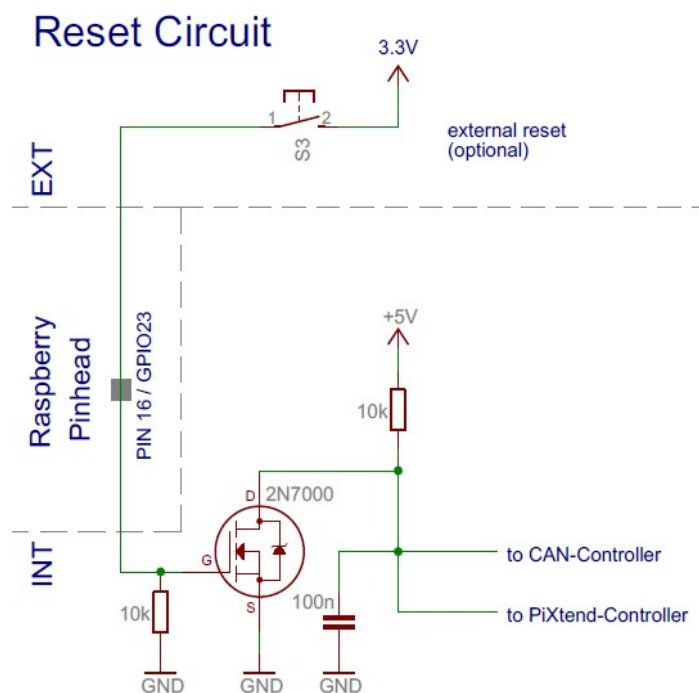 Reset Circuit
3.3V
1
2
S3
external reset
(optional)
EXT
Raspberry
Pinhead
PIN 16 / GPIO23
+5V
10k
D
2N7000
G
S
INT
to CAN-Controller
100n
10k
to PiXtend-Controller
GND
GND
GND